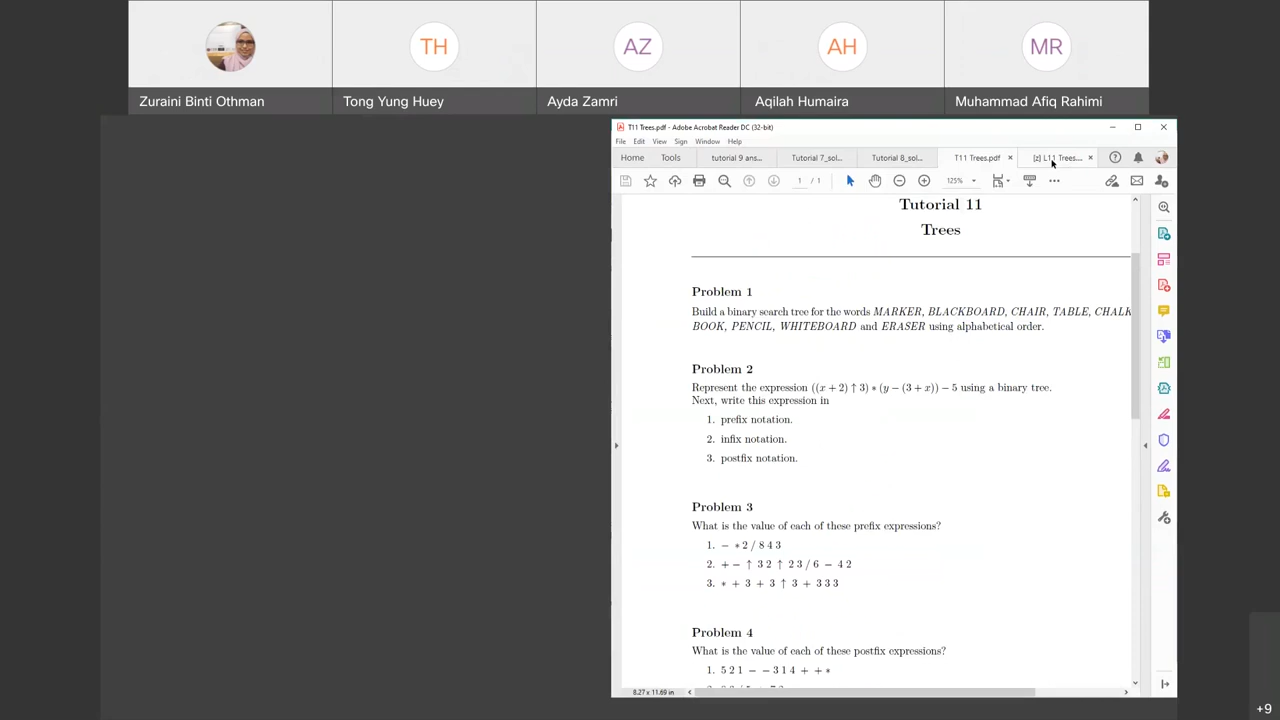 TH
AZ
AH
MR
Zuraini Binti Othman
Tong Yung Huey
Ayda Zamri
Aqilah Humaira
Muhammad Afiq Rahimi
T11 Trees.pdf - Adobe Acrobat Reader DC (32-bit)
File Edit View Sign Window Help
Home Tools tutorial 9 ans... Tutorial 7_sol... Tutorial 8_sol... T11 Trees.pdf × [z] L11 Trees.... ×
1 / 1 125%
Tutorial 11
Trees
Problem 1
Build a binary search tree for the words MARKER, BLACKBOARD, CHAIR, TABLE, CHALK
BOOK, PENCIL, WHITEBOARD and ERASER using alphabetical order.
Problem 2
Represent the expression ((x + 2) ↑ 3) ∗ (y − (3 + x)) − 5 using a binary tree.
Next, write this expression in
1. prefix notation.
2. infix notation.
3. postfix notation.
Problem 3
What is the value of each of these prefix expressions?
1. − ∗ 2 / 8 4 3
2. + − ↑ 3 2 ↑ 2 3 / 6 − 4 2
3. ∗ + 3 + 3 ↑ 3 + 3 3 3
Problem 4
What is the value of each of these postfix expressions?
1. 5 2 1 − − 3 1 4 + + ∗
8.27 x 11.69 in
+9